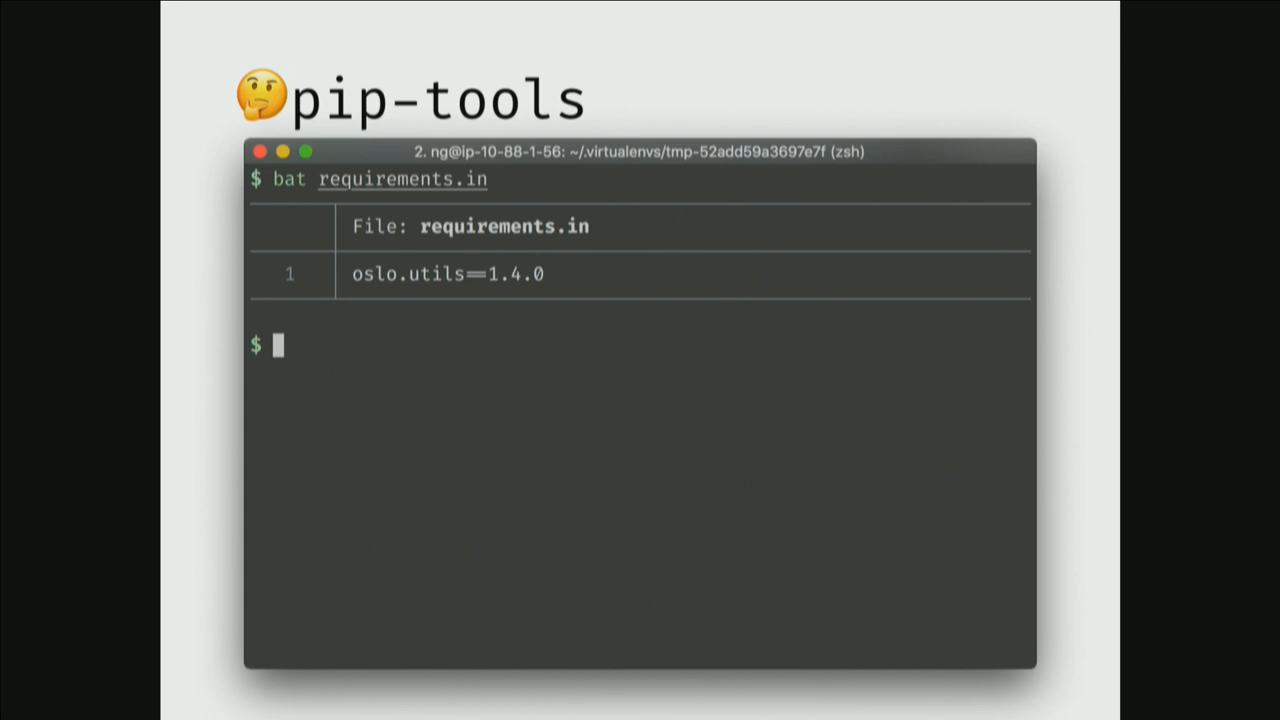 🤔pip-tools
2. ng@ip-10-88-1-56: ~/.virtualenvs/tmp-52add59a3697e7f (zsh)
$ bat requirements.in
File: requirements.in
1 oslo.utils==1.4.0
$